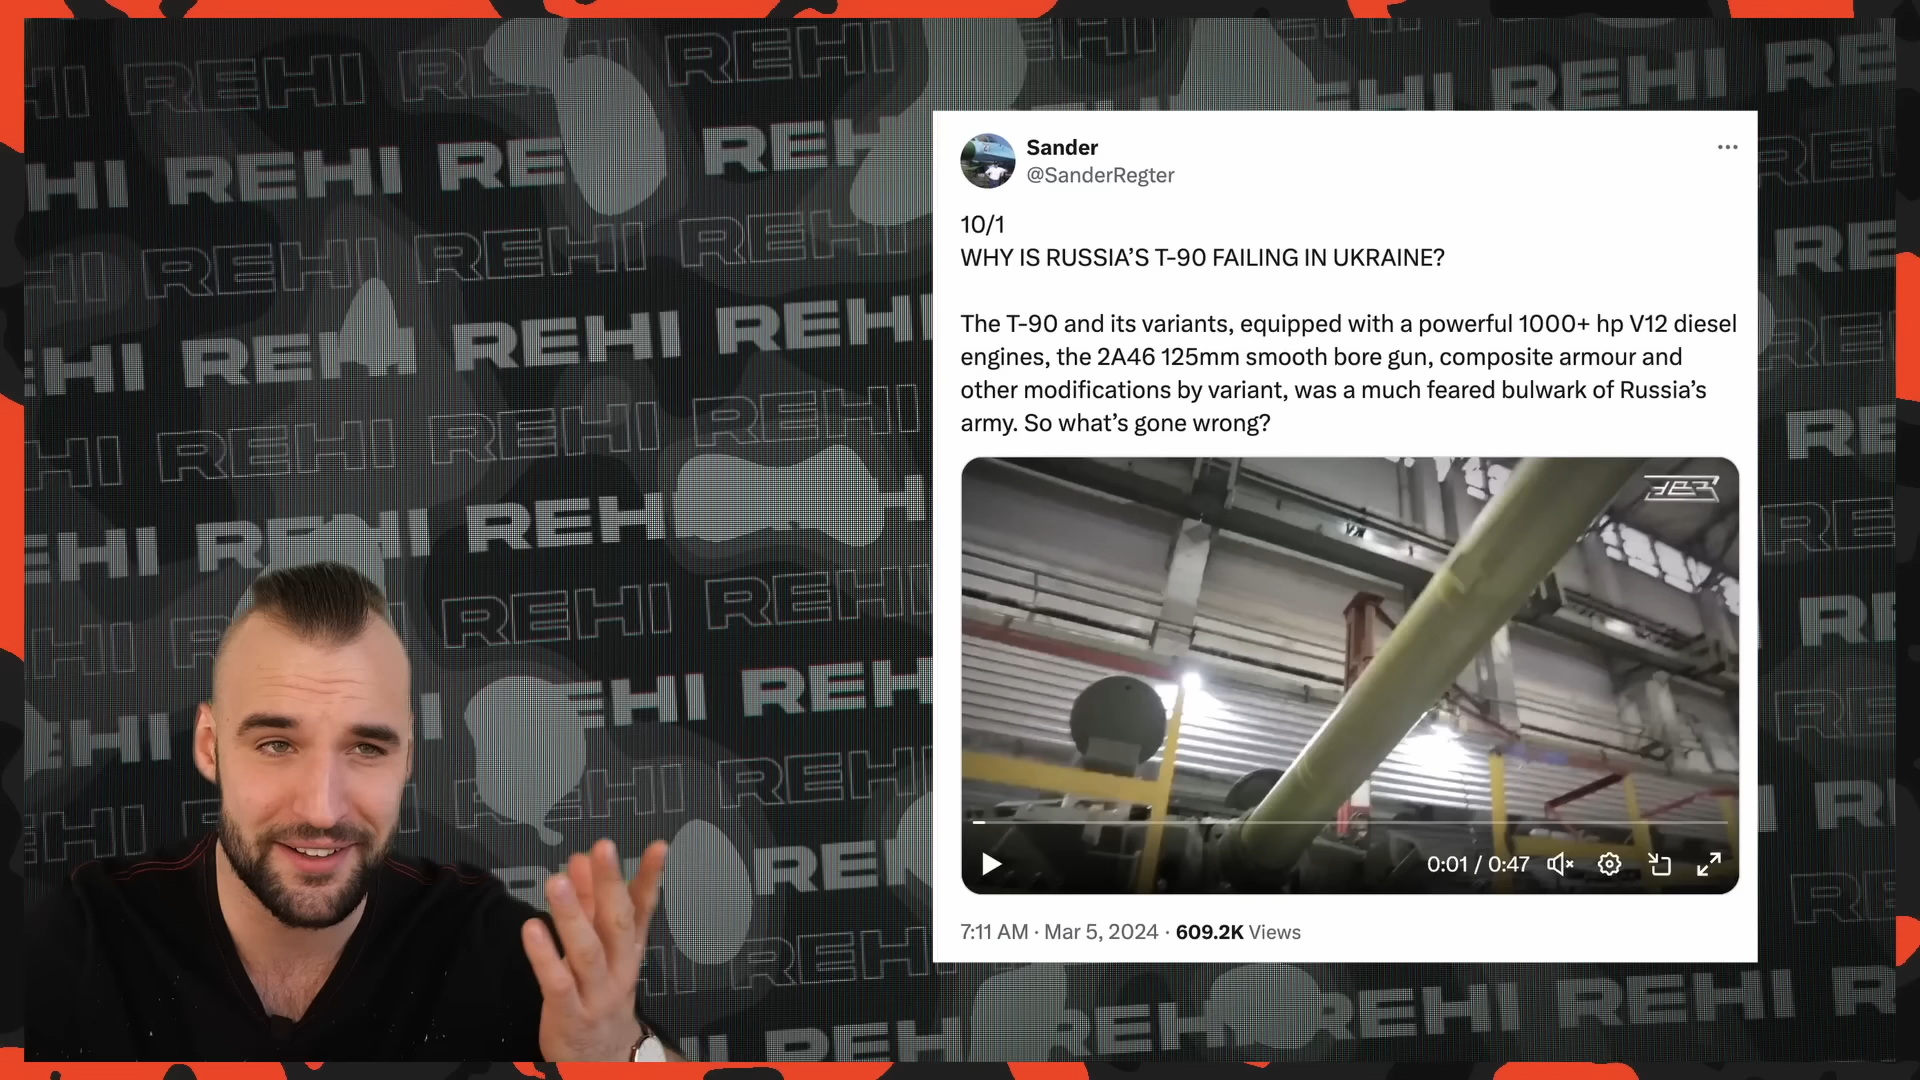 REHI REHI REHI REHI
Sander
@SanderRegter
10/1
WHY IS RUSSIA’S T-90 FAILING IN UKRAINE?
The T-90 and its variants, equipped with a powerful 1000+ hp V12 diesel
engines, the 2A46 125mm smooth bore gun, composite armour and
other modifications by variant, was a much feared bulwark of Russia’s
army. So what’s gone wrong?
0:01 / 0:47
7:11 AM · Mar 5, 2024 · 609.2K Views